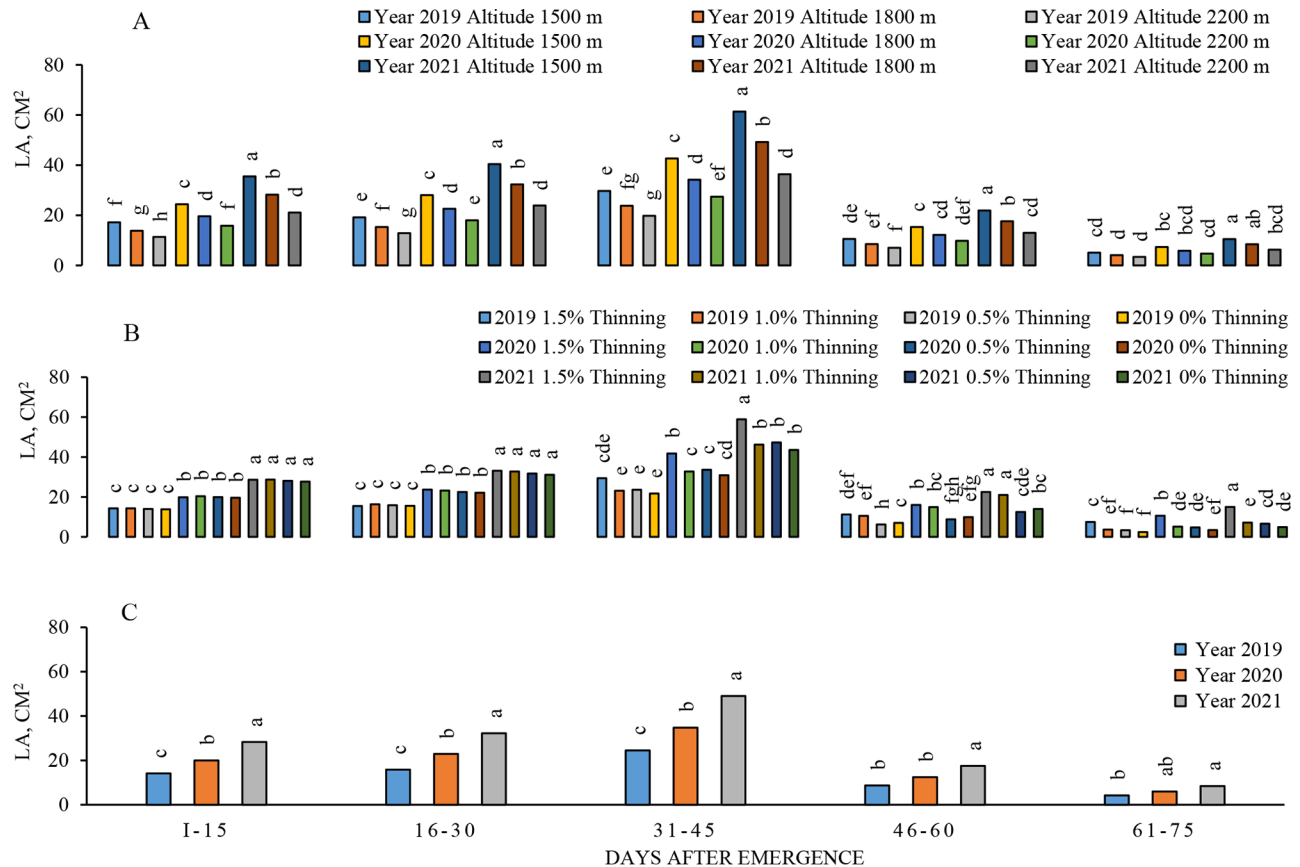 A
Year 2019 Altitude 1500 m Year 2019 Altitude 1800 m Year 2019 Altitude 2200 m
Year 2020 Altitude 1500 m Year 2020 Altitude 1800 m Year 2020 Altitude 2200 m
Year 2021 Altitude 1500 m Year 2021 Altitude 1800 m Year 2021 Altitude 2200 m
LA, CM²
80
60
40
20
0
f g h c d f a b d
e f g c d e a b d
e fg g c d ef a b d
de ef f c cd def a b cd
cd d d bc bcd cd a ab bcd
B
2019 1.5% Thinning 2019 1.0% Thinning 2019 0.5% Thinning 2019 0% Thinning
2020 1.5% Thinning 2020 1.0% Thinning 2020 0.5% Thinning 2020 0% Thinning
2021 1.5% Thinning 2021 1.0% Thinning 2021 0.5% Thinning 2021 0% Thinning
LA, CM²
80
60
40
20
0
c c c c b b b b a a a a
c c c c b b b b a a a a
cde e e e b c c cd a b b b
def ef h c b bc fgh efg a a cde bc
cd ef f f b de de ef a c cd de
C
Year 2019
Year 2020
Year 2021
LA, CM²
80
60
40
20
0
c b a
c b a
c b a
b b a
b ab a
I-15 16-30 31-45 46-60 61-75
DAYS AFTER EMERGENCE